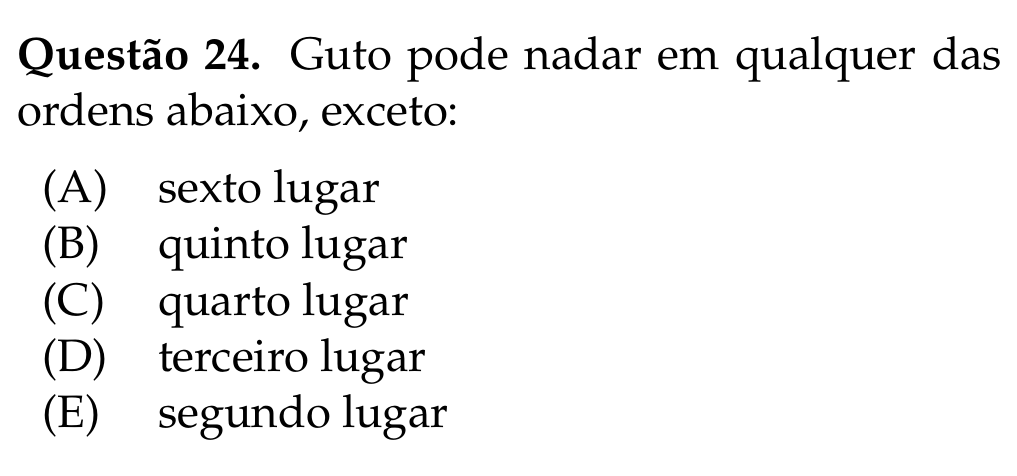 Questão 24. Guto pode nadar em qualquer das
ordens abaixo, exceto:
(A) sexto lugar
(B) quinto lugar
(C) quarto lugar
(D) terceiro lugar
(E) segundo lugar